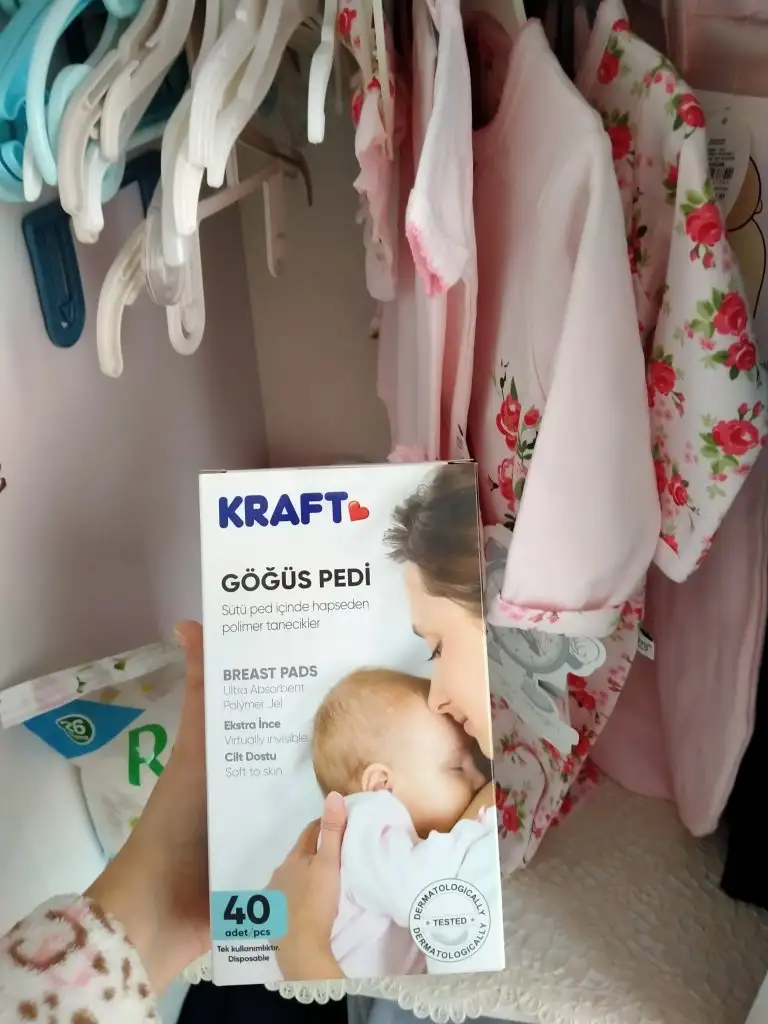 KRAFT
GÖĞÜS PEDİ
Sütü ped içinde hapseden
polimer tanecikler
BREAST PADS
Ultra Absorbent
Polymer Jel
Ekstra İnce
Virtually invisible
Cilt Dostu
Soft to skin
40
adet/pcs
Tek kullanımlıktır.
Disposable
DERMATOLOGICALLY
TESTED
DERMATOLOGICALLY
R